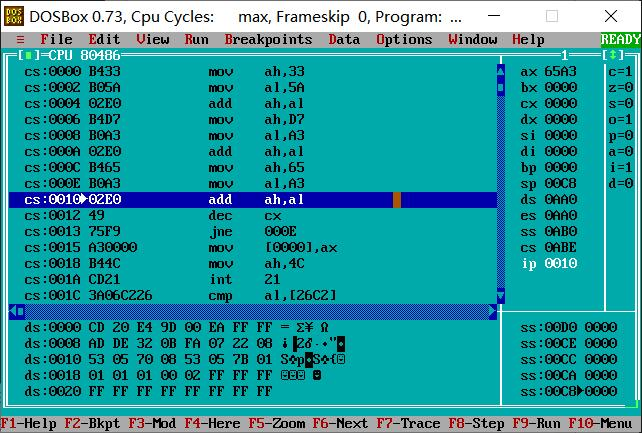 DOSBox 0.73, Cpu Cycles: max, Frameskip 0, Program: ...
≡ File Edit View Run Breakpoints Data Options Window Help READY
[■]=CPU 80486 1=[↕]
cs:0000 B433 mov ah,33 ax 65A3 c=1
cs:0002 B05A mov al,5A bx 0000 z=0
cs:0004 02E0 add ah,al cx 0000 s=0
cs:0006 B4D7 mov ah,D7 dx 0000 o=1
cs:0008 B0A3 mov al,A3 si 0000 p=0
cs:000A 02E0 add ah,al di 0000 a=0
cs:000C B465 mov ah,65 bp 0000 i=1
cs:000E B0A3 mov al,A3 sp 00C8 d=0
cs:0010►02E0 add ah,al ds 0AA0
cs:0012 49 dec cx es 0AA0
cs:0013 75F9 jne 000E ss 0AB0
cs:0015 A30000 mov [0000],ax cs 0ABE
cs:0018 B44C mov ah,4C ip 0010
cs:001A CD21 int 21
cs:001C 3A06C226 cmp al,[26C2]
ds:0000 CD 20 E4 9D 00 EA FF FF = Σ¥ Ω ss:00D0 0000
ds:0008 AD DE 32 0B FA 07 22 08 ss:00CE 0000
ds:0010 53 05 70 08 53 05 7B 01 S♣p◘S♣{☺ ss:00CC 0000
ds:0018 01 01 01 00 02 FF FF FF ☺☺☺ ☻ ss:00CA 0000
ds:0020 FF FF FF FF FF FF FF FF ss:00C8►0000
F1-Help F2-Bkpt F3-Mod F4-Here F5-Zoom F6-Next F7-Trace F8-Step F9-Run F10-Menu